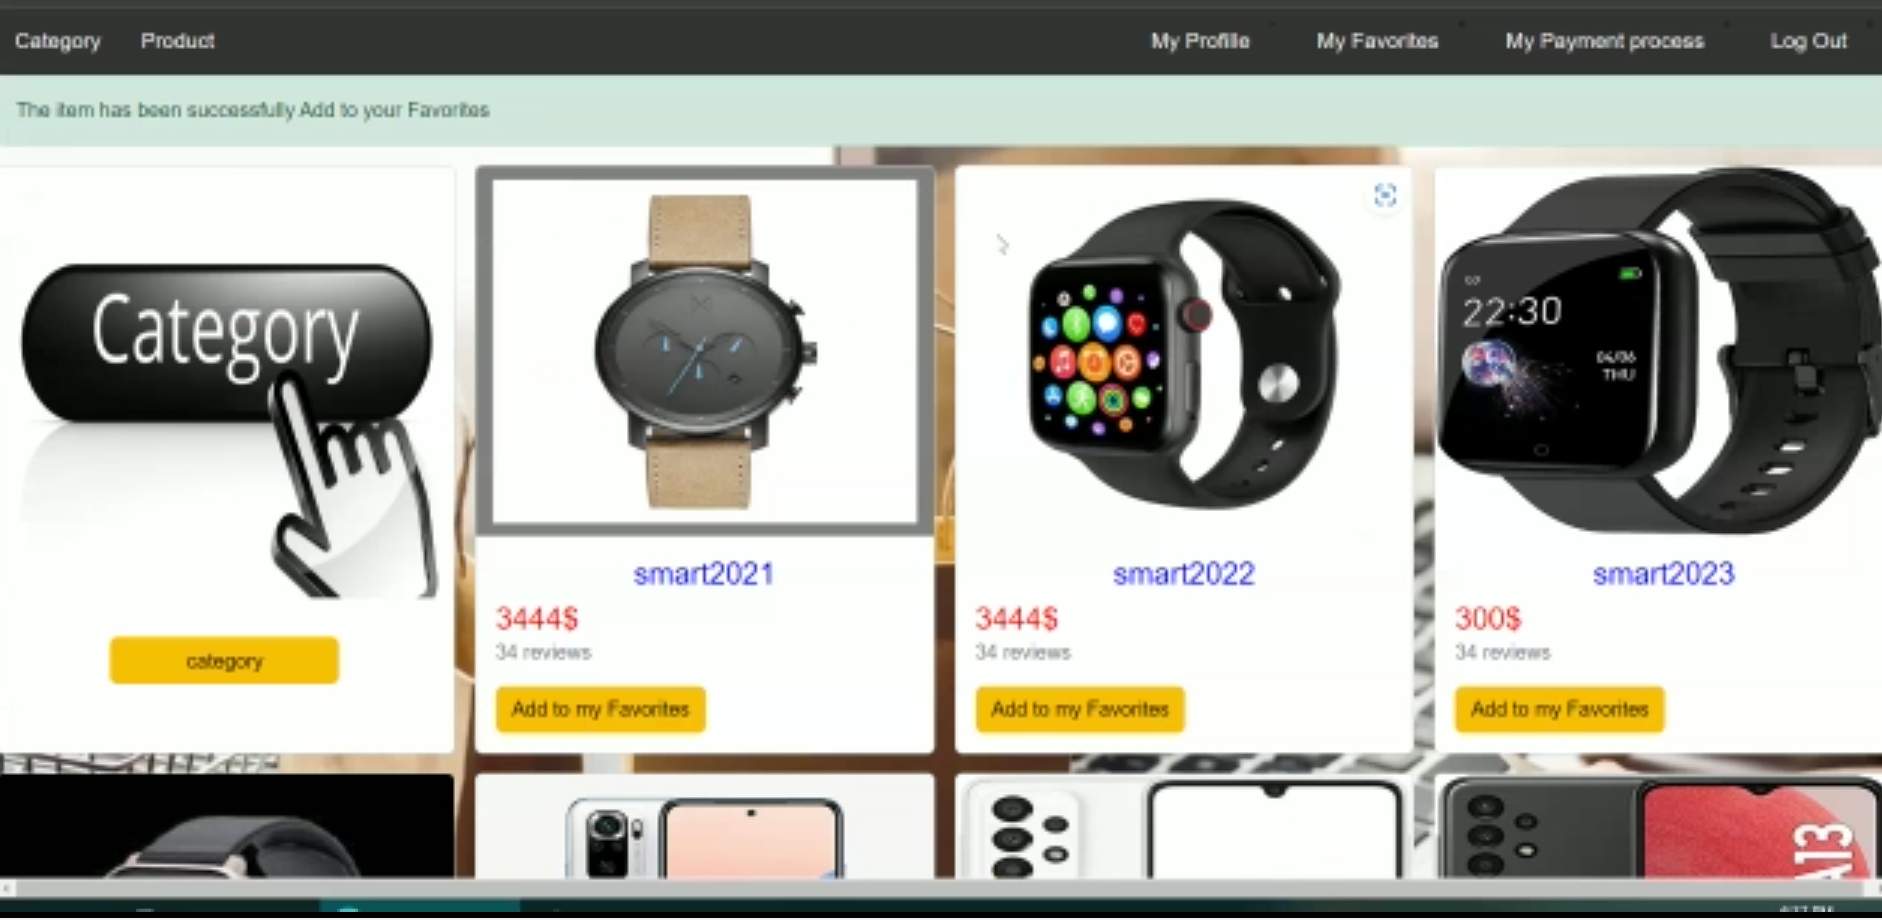 Category Product My Profille My Favorites My Payment process Log Out
The item has been successfully Add to your Favorites
Category
22:30
04/06
THU
smart2021
smart2022
smart2023
3444$
3444$
300$
34 reviews
34 reviews
34 reviews
category
Add to my Favorites
Add to my Favorites
Add to my Favorites
A13